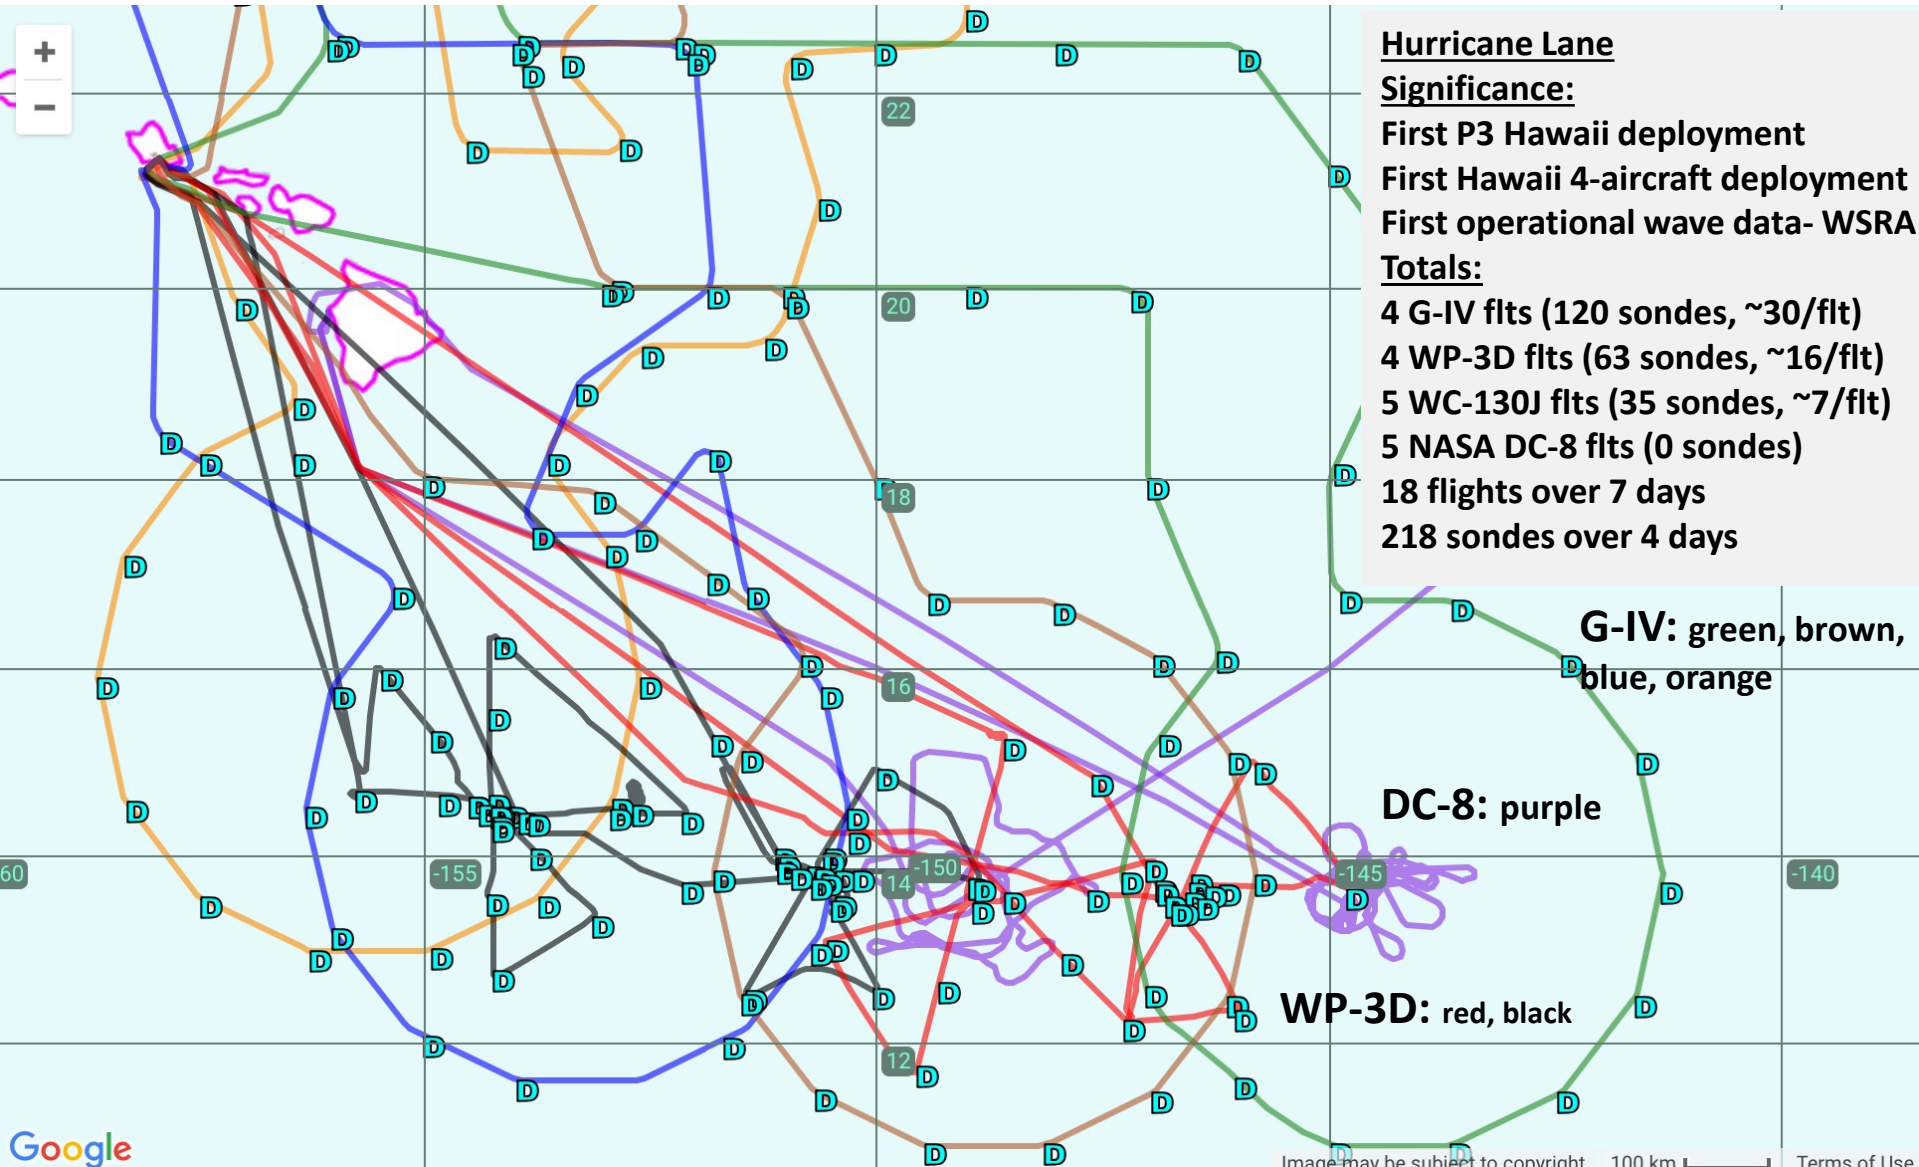 +
−
Hurricane Lane
Significance:
First P3 Hawaii deployment
First Hawaii 4-aircraft deployment
First operational wave data- WSRA
Totals:
4 G-IV flts (120 sondes, ~30/flt)
4 WP-3D flts (63 sondes, ~16/flt)
5 WC-130J flts (35 sondes, ~7/flt)
5 NASA DC-8 flts (0 sondes)
18 flights over 7 days
218 sondes over 4 days
22
20
18
16
14
12
60
-155
-150
-145
-140
G-IV: green, brown,
blue, orange
DC-8: purple
WP-3D: red, black
D
Google
Image may be subject to copyright
100 km
Terms of Use